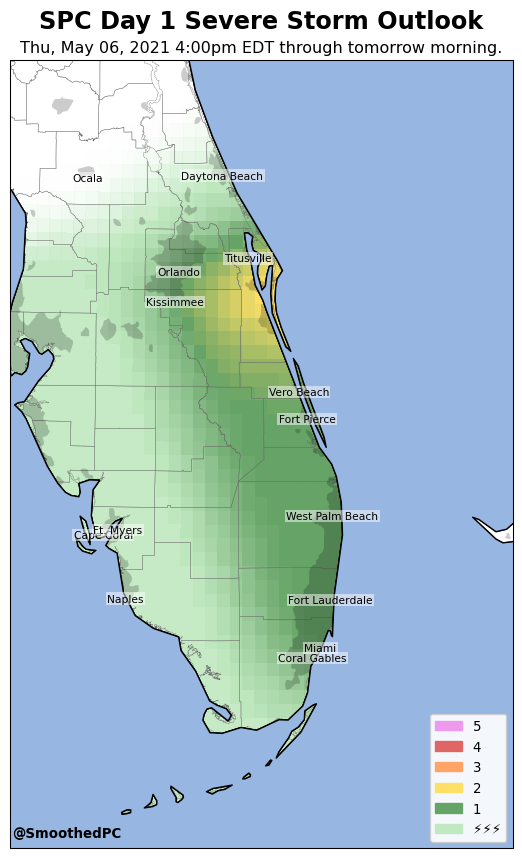 SPC Day 1 Severe Storm Outlook
Thu, May 06, 2021 4:00pm EDT through tomorrow morning.
Ocala
Daytona Beach
Titusville
Orlando
Kissimmee
Vero Beach
Fort Pierce
West Palm Beach
Ft. Myers
Cape Coral
Naples
Fort Lauderdale
Miami
Coral Gables
5
4
3
2
1
⚡⚡⚡
@SmoothedPC